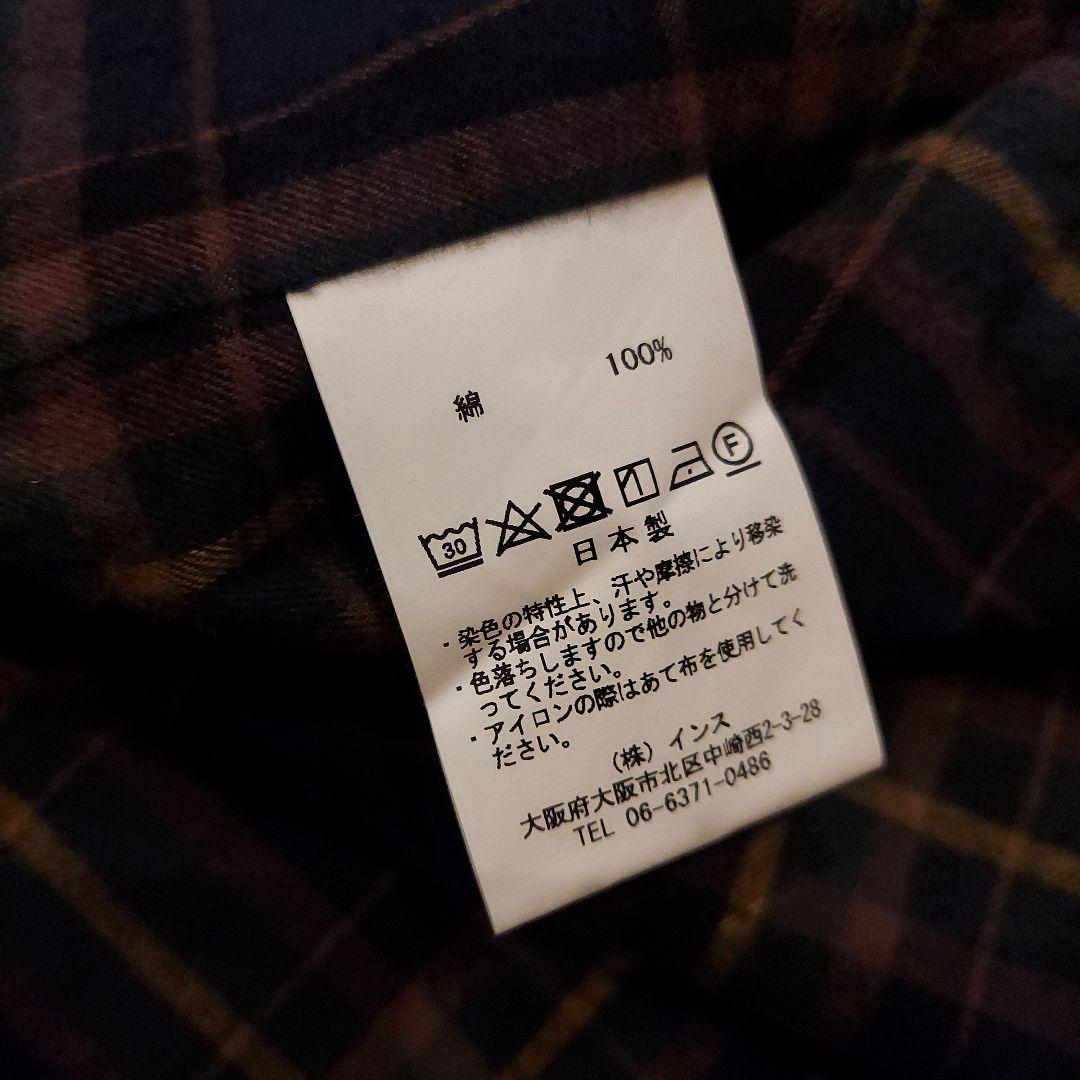 綿 100%
30 F
日本製
・染色の特性上、汗や摩擦により移染
する場合があります。
・色落ちしますので他の物と分けて洗
ってください。
・アイロンの際はあて布を使用してく
ださい。
(株) インス
大阪府大阪市北区中崎西2-3-28
TEL 06-6371-0486